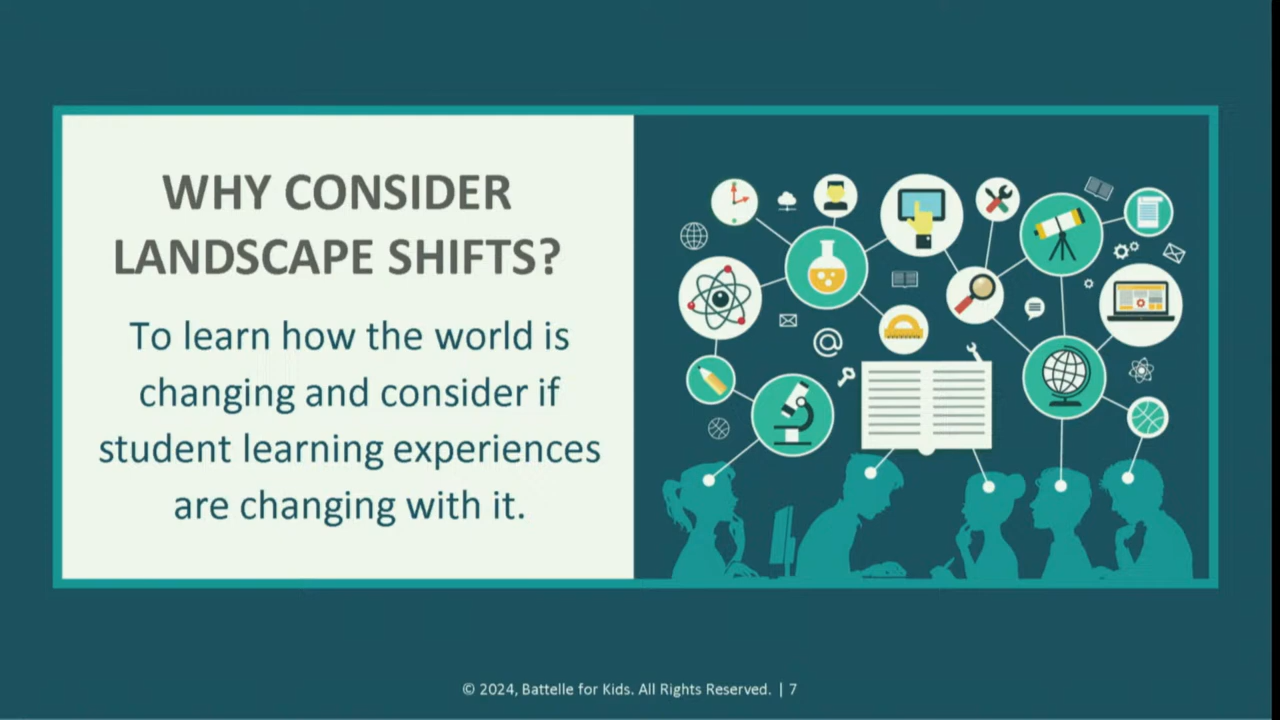 WHY CONSIDER
LANDSCAPE SHIFTS?
To learn how the world is
changing and consider if
student learning experiences
are changing with it.
@
© 2024, Battelle for Kids. All Rights Reserved. | 7